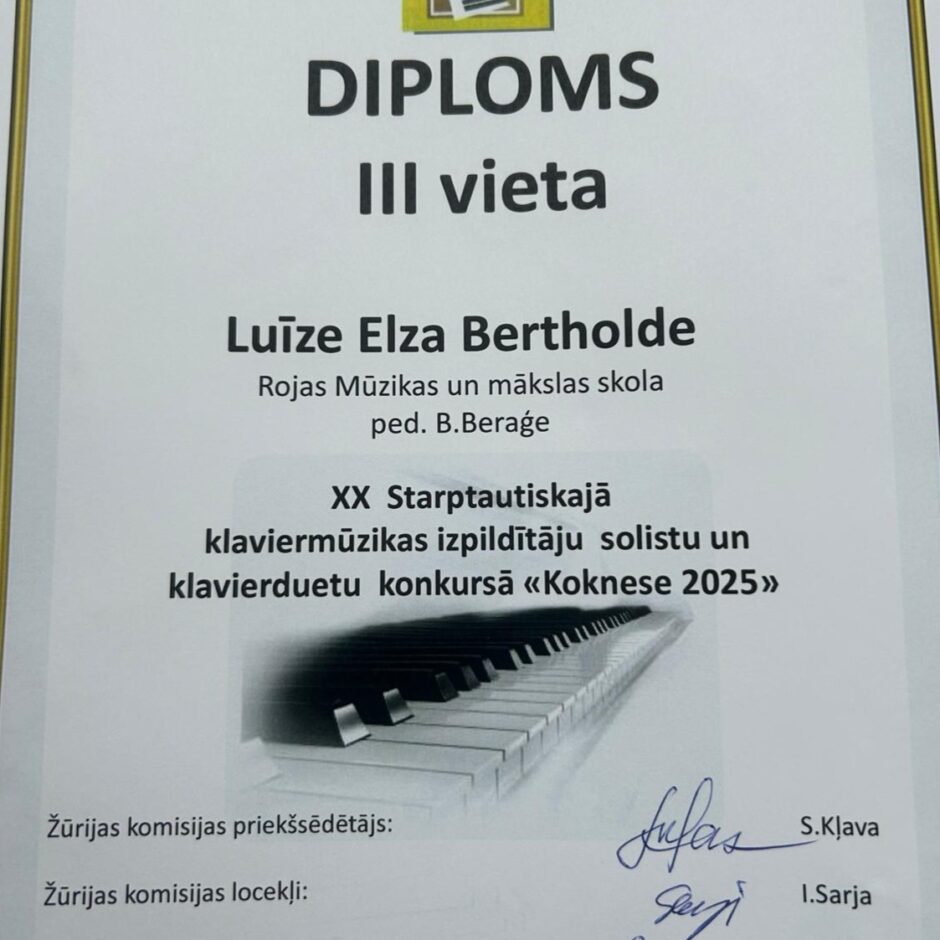 DIPLOMS
III vieta
Luīze Elza Bertholde
Rojas Mūzikas un mākslas skola
ped. B.Beraģe
XX Starptautiskajā
klaviermūzikas izpildītāju solistu un
klavierduetu konkursā «Koknese 2025»
Žūrijas komisijas priekšsēdētājs: S.Kļava
Žūrijas komisijas locekļi: I.Sarja